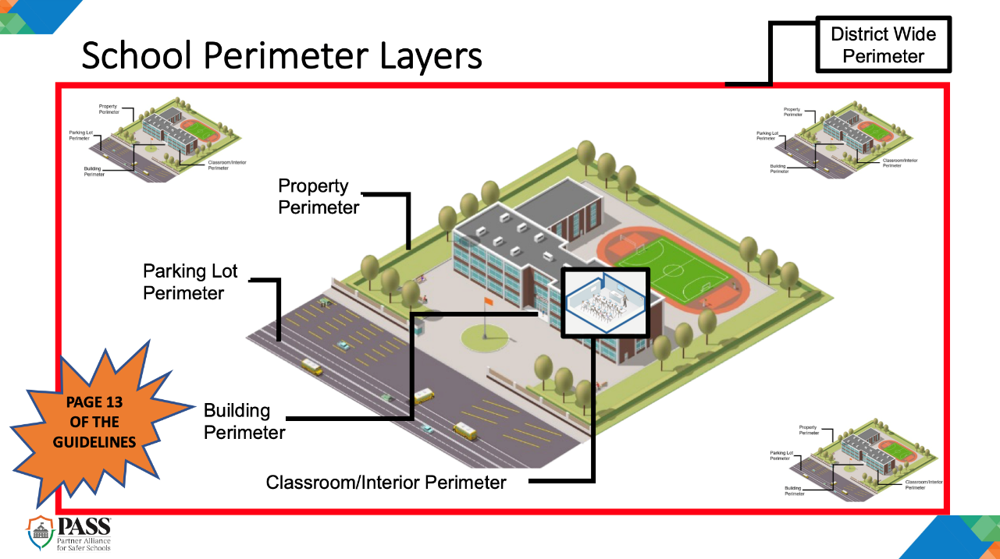 School Perimeter Layers
District Wide
Perimeter
Property
Perimeter
Parking Lot
Perimeter
Building
Perimeter
Classroom/Interior
Perimeter
Property
Perimeter
Parking Lot
Perimeter
Building
Perimeter
Classroom/Interior
Perimeter
Property
Perimeter
Parking Lot
Perimeter
Building
Perimeter
Classroom/Interior Perimeter
PAGE 13
OF THE
GUIDELINES
Property
Perimeter
Parking Lot
Perimeter
Building
Perimeter
Classroom/Interior
Perimeter
PASS
Partner Alliance
for Safer Schools